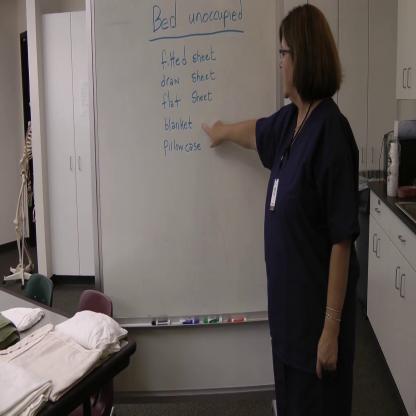 Bed unoccupied
fitted sheet
draw sheet
flat Sheet
blanket
Pillowcase